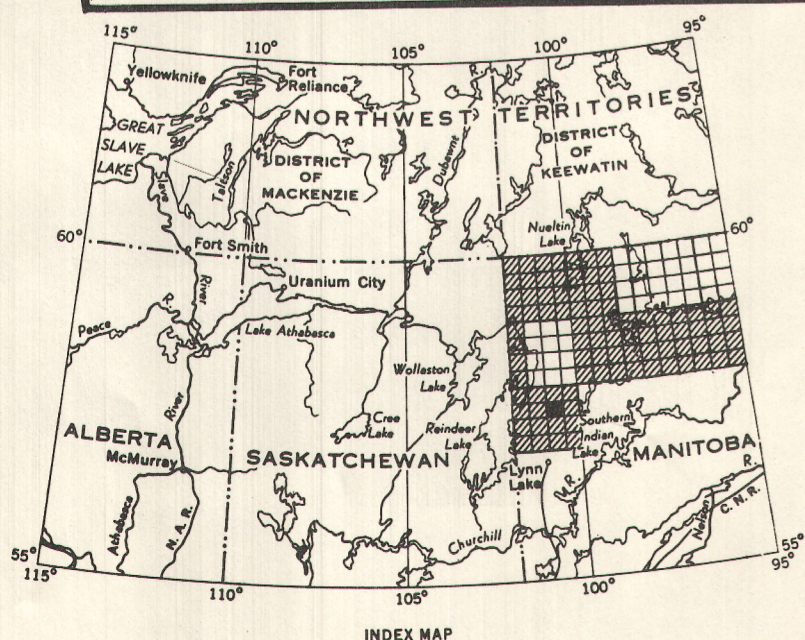 115°
110°
105°
100°
95°
Yellowknife
Fort
Reliance
R.
NORTHWEST TERRITORIES
GREAT
SLAVE
LAKE
Slave
River
Talson
R.
DISTRICT
OF
MACKENZIE
Dubawnt
DISTRICT
OF
KEEWATIN
Nueltin
Lake
60°
60°
Fort Smith
Uranium City
Peace
R.
Lake Athabasca
Wollaston
Lake
River
Cree
Lake
Reindeer
Lake
Southern
Indian
Lake
ALBERTA
McMurray
SASKATCHEWAN
MANITOBA
Lynn
Lake
R.
R.
Athabasca
N. A. R.
Churchill
Nelson
C. N. R.
55°
115°
110°
105°
100°
55°
95°
INDEX MAP